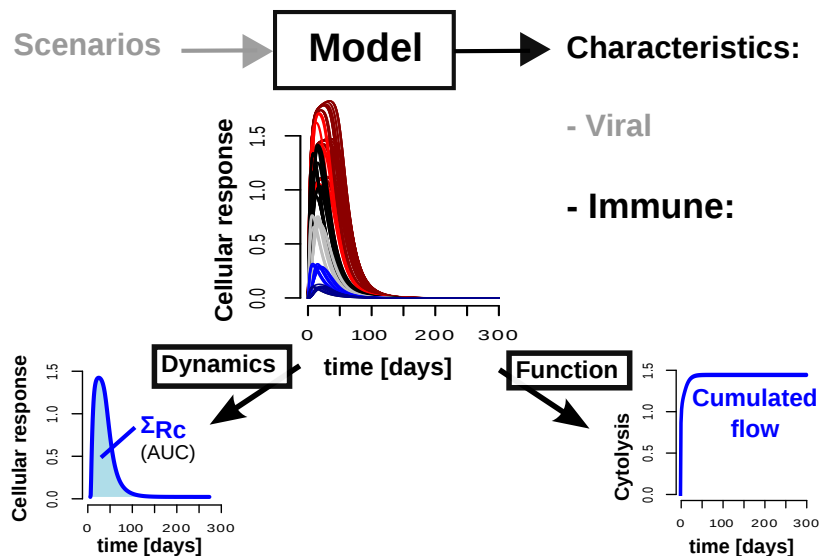 Scenarios
Model
Characteristics:
- Viral
- Immune:
Cellular response
0.0 0.5 1.0 1.5
0 100 200 300
time [days]
Dynamics
Function
Cellular response
0.0 0.5 1.0 1.5
ΣRc
(AUC)
0 100 200 300
time [days]
Cytolysis
0.0 0.5 1.0 1.5
Cumulated
flow
0 100 200 300
time [days]